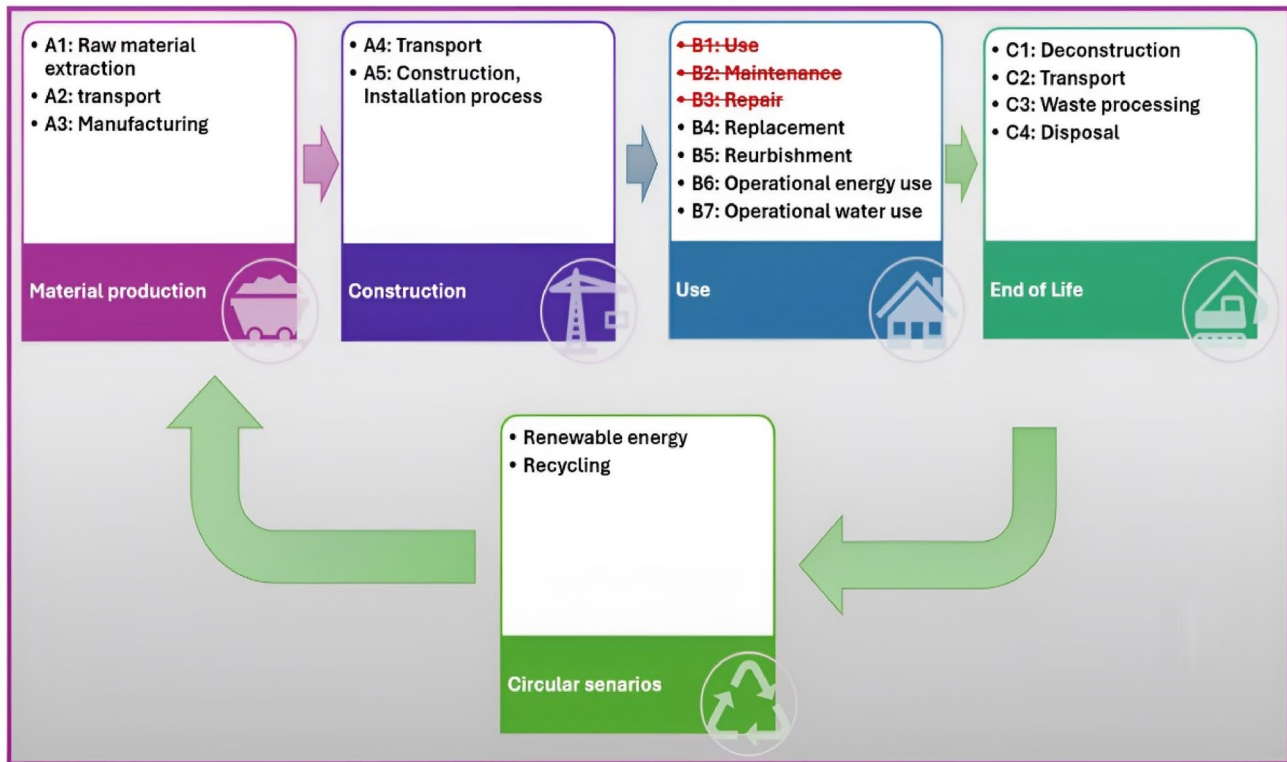 • A1: Raw material
extraction
• A2: transport
• A3: Manufacturing
Material production
• A4: Transport
• A5: Construction,
Installation process
Construction
• B1: Use
• B2: Maintenance
• B3: Repair
• B4: Replacement
• B5: Reurbishment
• B6: Operational energy use
• B7: Operational water use
Use
• C1: Deconstruction
• C2: Transport
• C3: Waste processing
• C4: Disposal
End of Life
• Renewable energy
• Recycling
Circular senarios